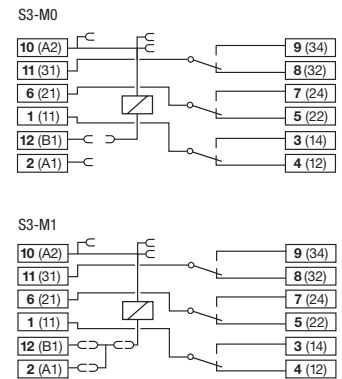 S3-M0
10 (A2) 9 (34)
11 (31) 8 (32)
6 (21) 7 (24)
1 (11) 5 (22)
12 (B1) 3 (14)
2 (A1) 4 (12)
S3-M1
10 (A2) 9 (34)
11 (31) 8 (32)
6 (21) 7 (24)
1 (11) 5 (22)
12 (B1) 3 (14)
2 (A1) 4 (12)